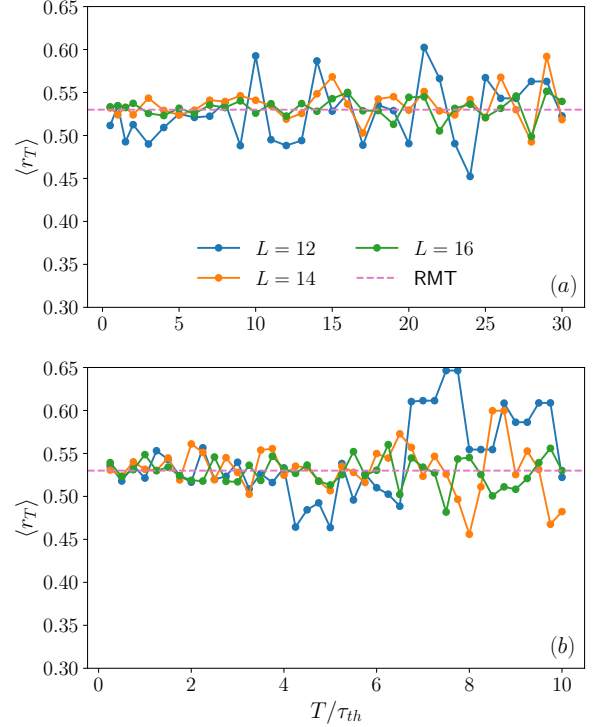 0.65
0.60
0.55
0.50
0.45
0.40
0.35
0.30
⟨r_T⟩
L = 12
L = 14
L = 16
RMT
(a)
0 5 10 15 20 25 30
0.65
0.60
0.55
0.50
0.45
0.40
0.35
0.30
⟨r_T⟩
(b)
0 2 4 6 8 10
T/τ_th